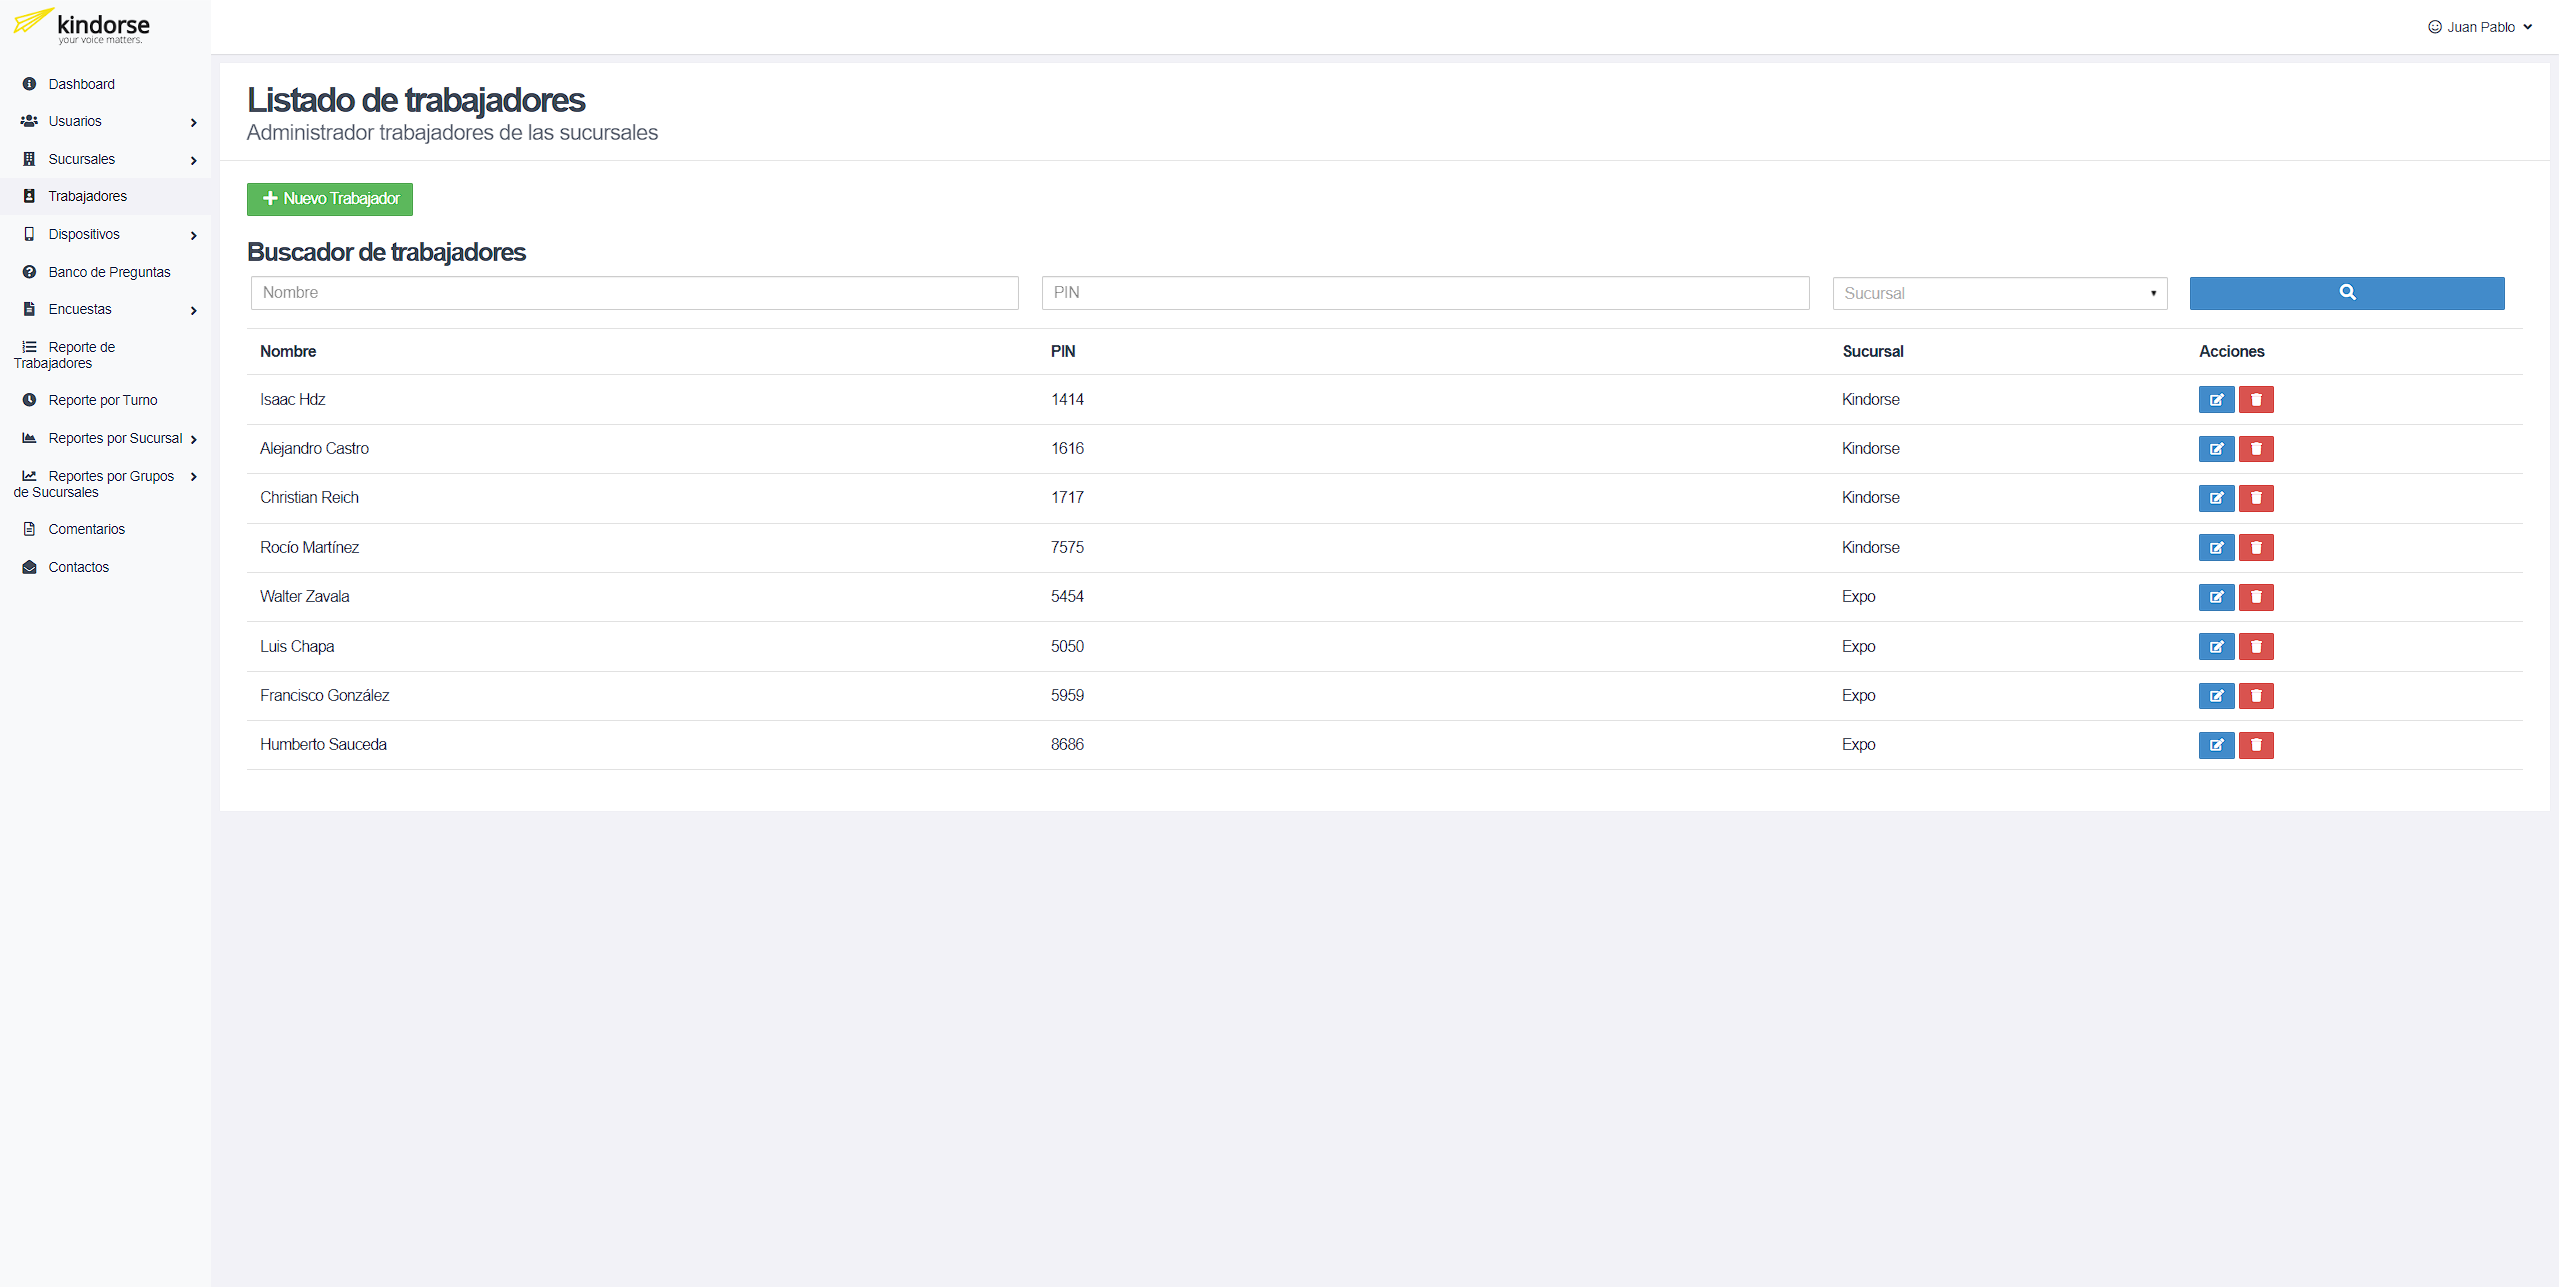 kindorse
your voice matters.
Juan Pablo
Dashboard
Usuarios
Sucursales
Trabajadores
Dispositivos
Banco de Preguntas
Encuestas
Reporte de
Trabajadores
Reporte por Turno
Reportes por Sucursal
Reportes por Grupos
de Sucursales
Comentarios
Contactos
Listado de trabajadores
Administrador trabajadores de las sucursales
Nuevo Trabajador
Buscador de trabajadores
Nombre PIN Sucursal
Nombre PIN Sucursal Acciones
Isaac Hdz 1414 Kindorse
Alejandro Castro 1616 Kindorse
Christian Reich 1717 Kindorse
Rocío Martínez 7575 Kindorse
Walter Zavala 5454 Expo
Luis Chapa 5050 Expo
Francisco González 5959 Expo
Humberto Sauceda 8686 Expo